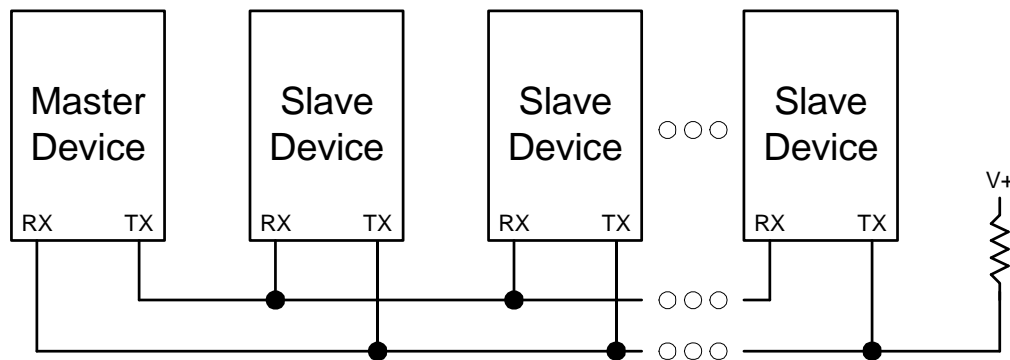 Master
Device
RX TX
Slave
Device
RX TX
Slave
Device
RX TX
Slave
Device
RX TX
V+